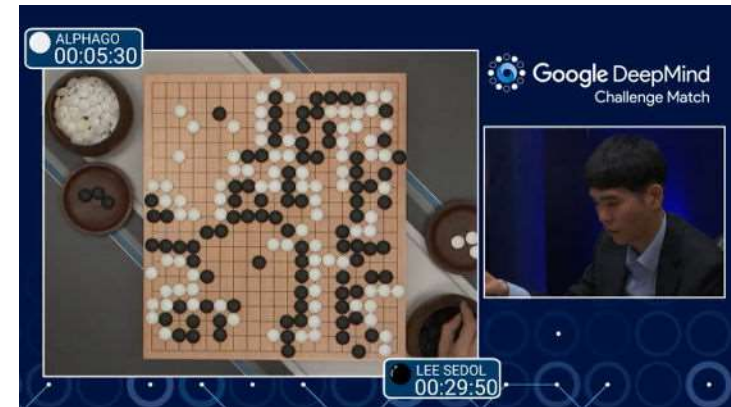 ALPHAGO
00:05:30
Google DeepMind
Challenge Match
LEE SEDOL
00:29:50